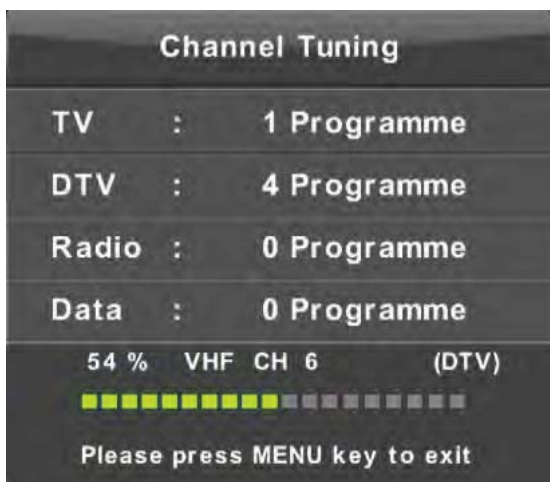 Channel Tuning
TV : 1 Programme
DTV : 4 Programme
Radio : 0 Programme
Data : 0 Programme
54 % VHF CH 6 (DTV)
Please press MENU key to exit